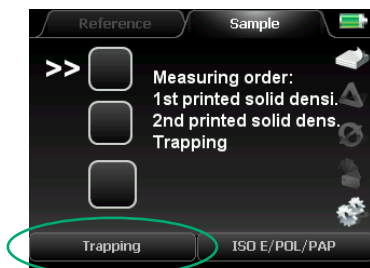 Reference Sample
>>
Measuring order:
1st printed solid densi.
2nd printed solid dens.
Trapping
Trapping ISO E/POL/PAP